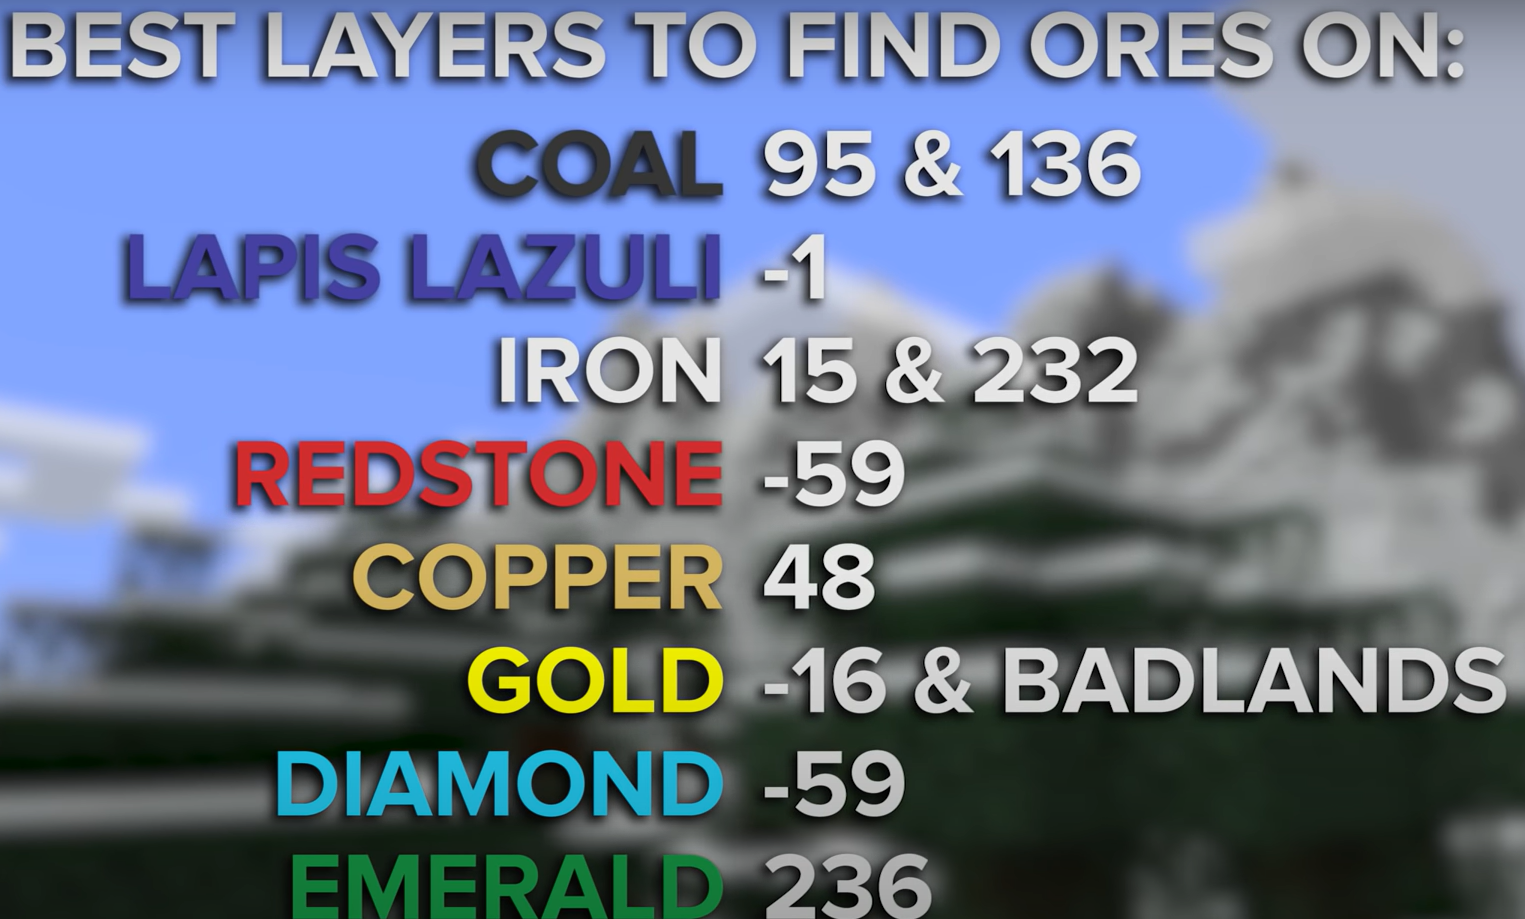 BEST LAYERS TO FIND ORES ON:
COAL 95 & 136
LAPIS LAZULI -1
IRON 15 & 232
REDSTONE -59
COPPER 48
GOLD -16 & BADLANDS
DIAMOND -59
EMERALD 236